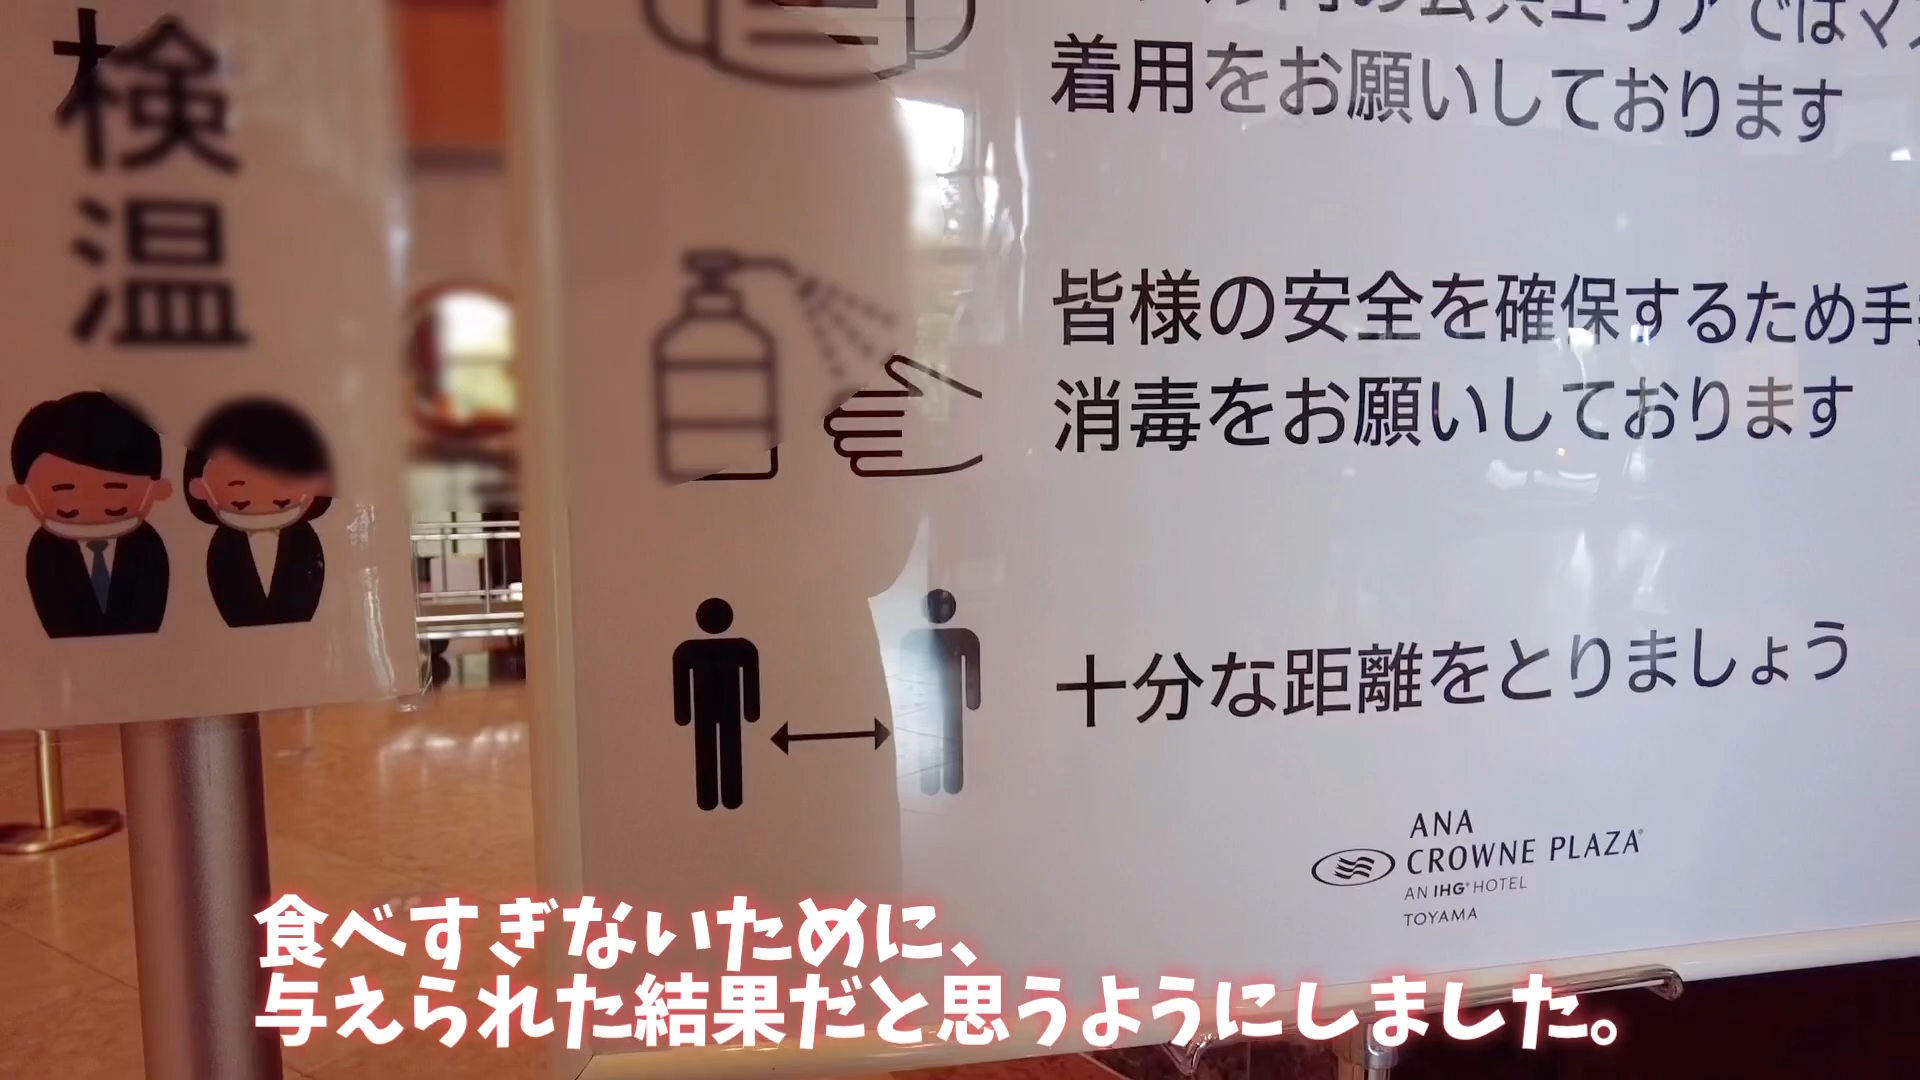 検温
着用をお願いしております
皆様の安全を確保するため手
消毒をお願いしております
十分な距離をとりましょう
ANA
CROWNE PLAZA®
AN IHG® HOTEL
TOYAMA
食べすぎないために、
与えられた結果だと思うようにしました。